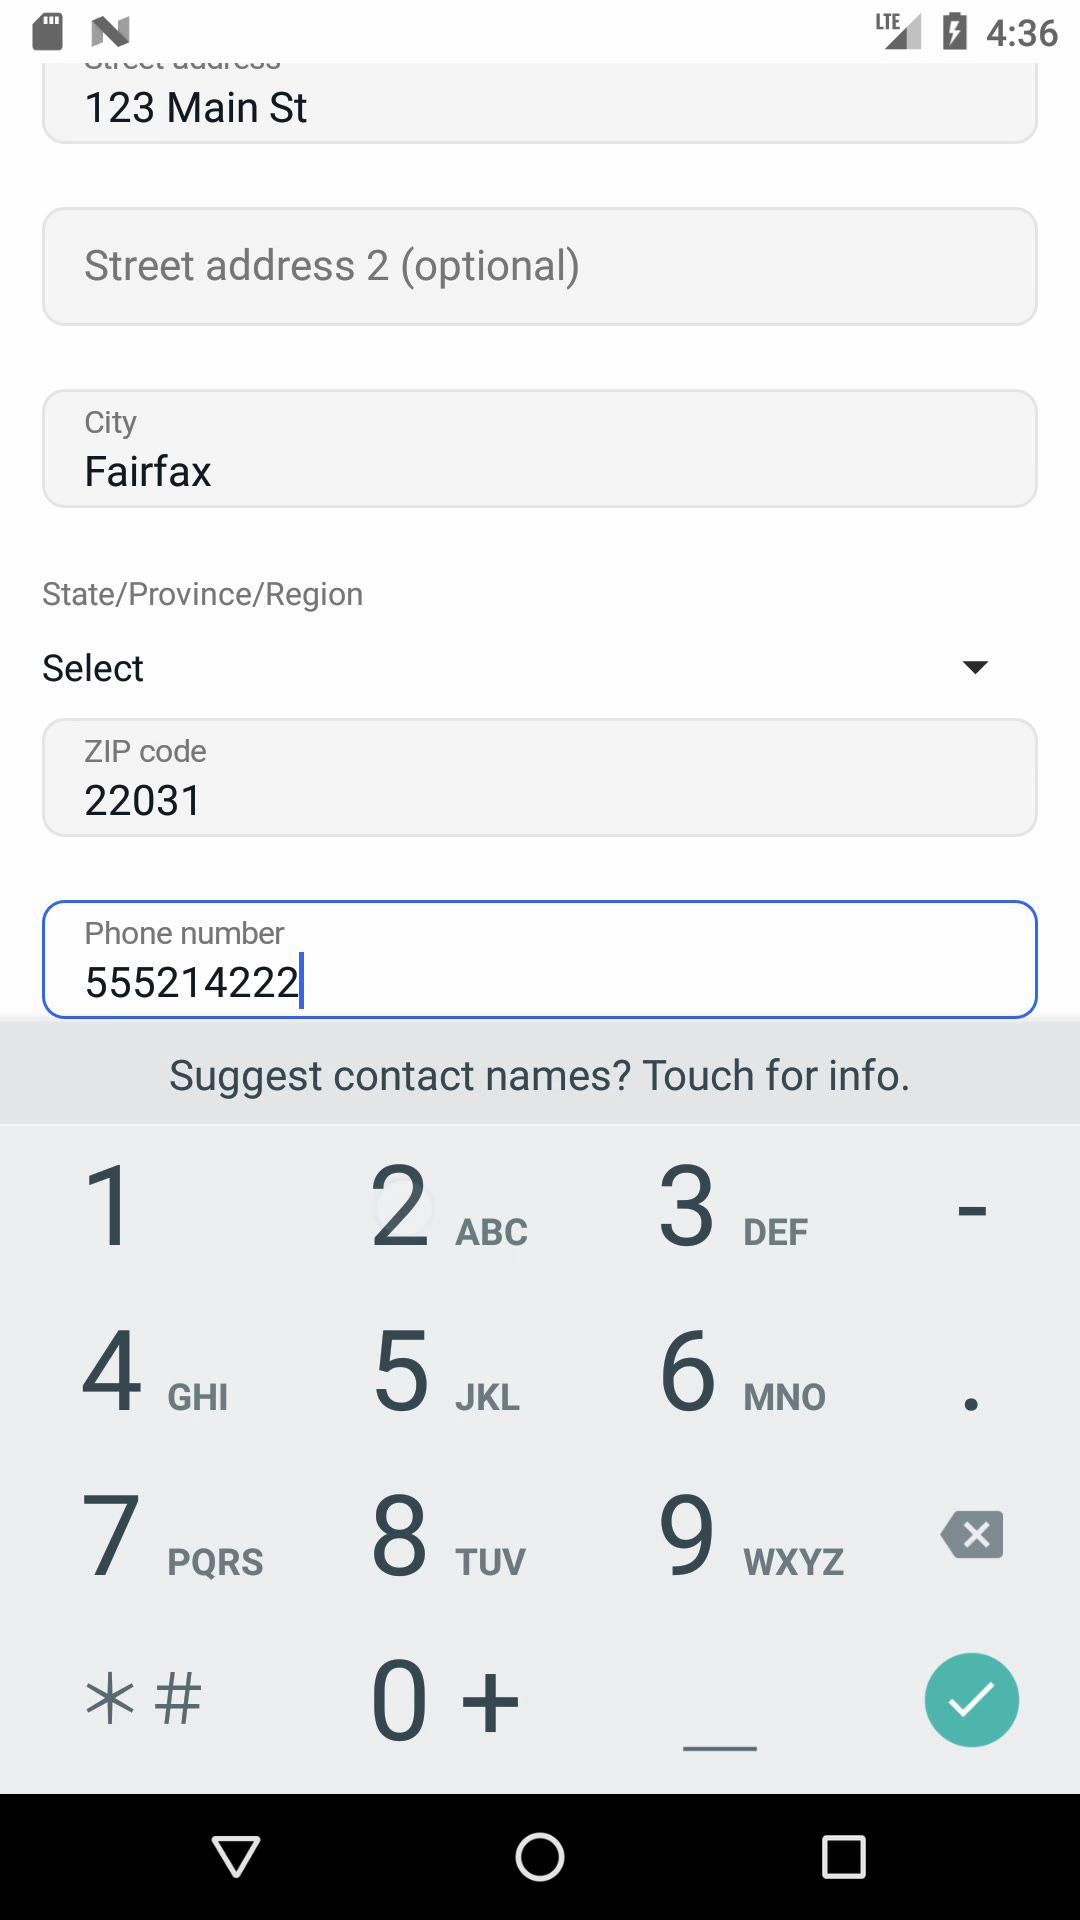 LTE 4:36
Street address
123 Main St
Street address 2 (optional)
City
Fairfax
State/Province/Region
Select
ZIP code
22031
Phone number
555214222
Suggest contact names? Touch for info.
1 2 ABC 3 DEF -
4 GHI 5 JKL 6 MNO .
7 PQRS 8 TUV 9 WXYZ
* # 0 + _